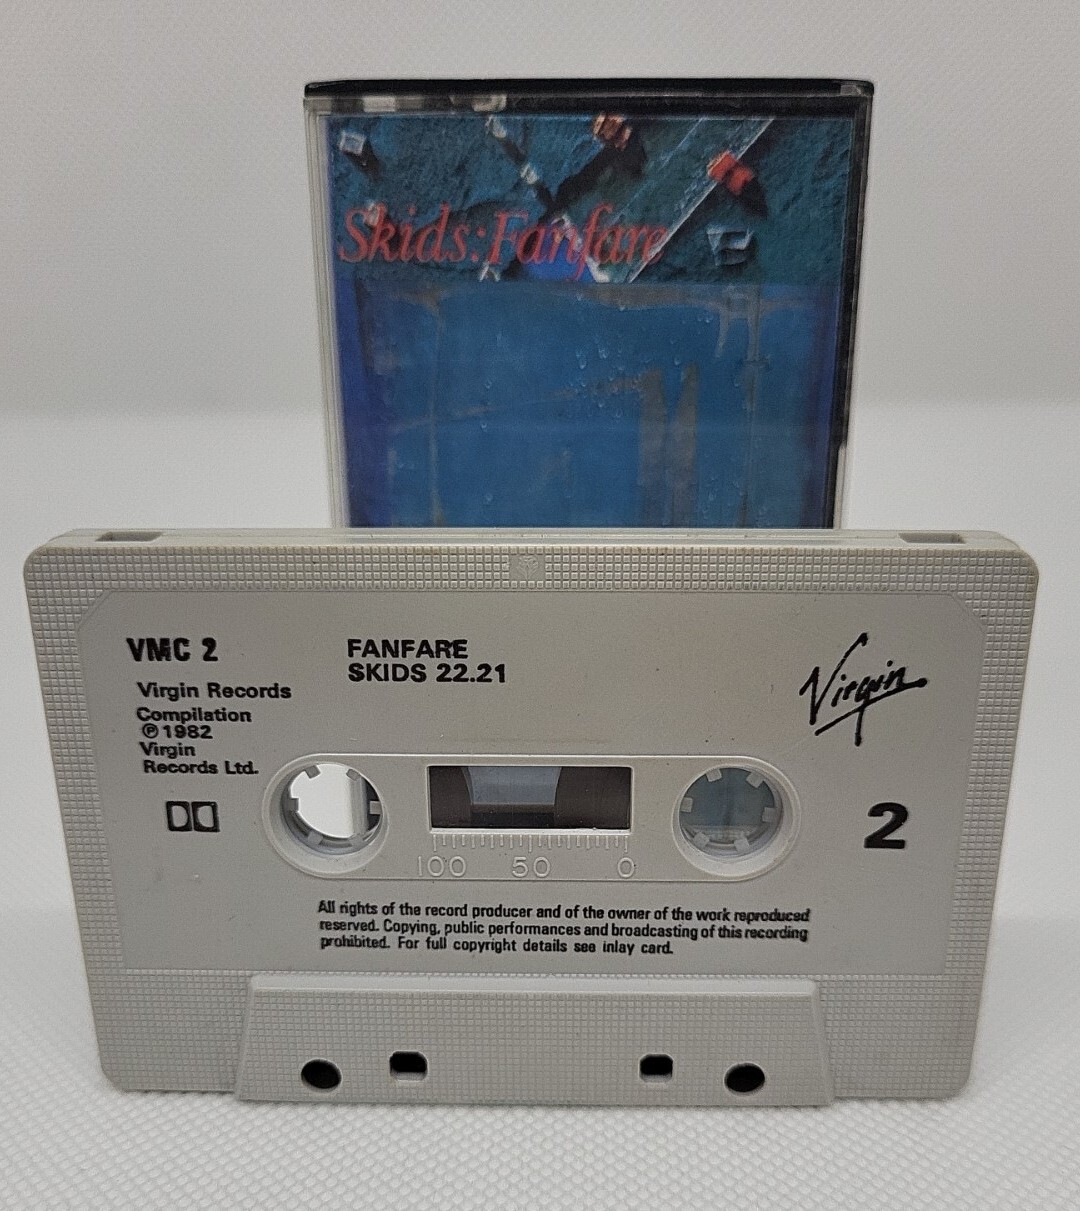 Skids:Fanfare
VMC 2
FANFARE
SKIDS 22.21
Virgin
Virgin Records
Compilation
℗ 1982
Virgin
Records Ltd.
2
100 50 0
All rights of the record producer and of the owner of the work reproduced
reserved. Copying, public performances and broadcasting of this recording
prohibited. For full copyright details see inlay card.